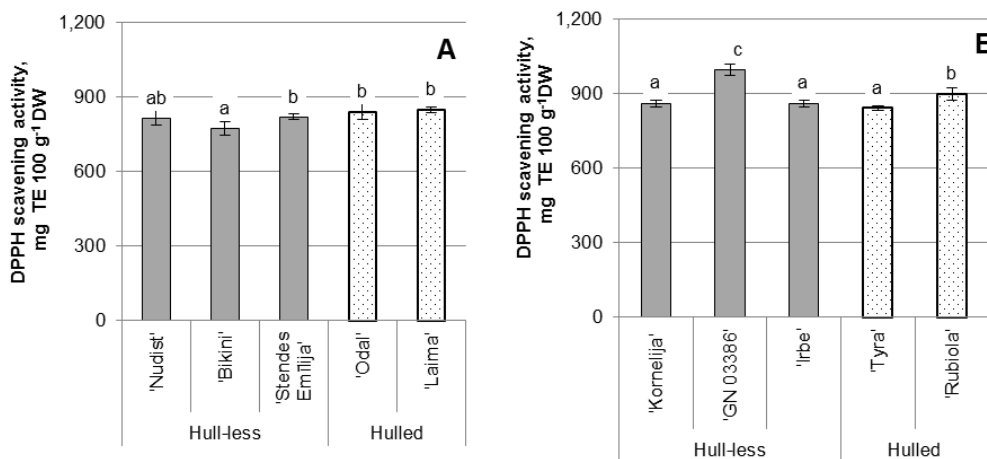 A
DPPH scavening activity,
mg TE 100 g⁻¹ DW
1,200
900
600
300
0
ab
a
b
b
b
'Nudist'
'Bikini'
'Stendes
Emīlija'
'Odal'
'Laima'
Hull-less
Hulled
DPPH scavening activity,
mg TE 100 g⁻¹DW
1,200
900
600
300
0
a
c
a
a
b
'Kornelija'
'GN 03386'
'Irbe'
'Tyra'
'Rubiola'
Hull-less
Hulled